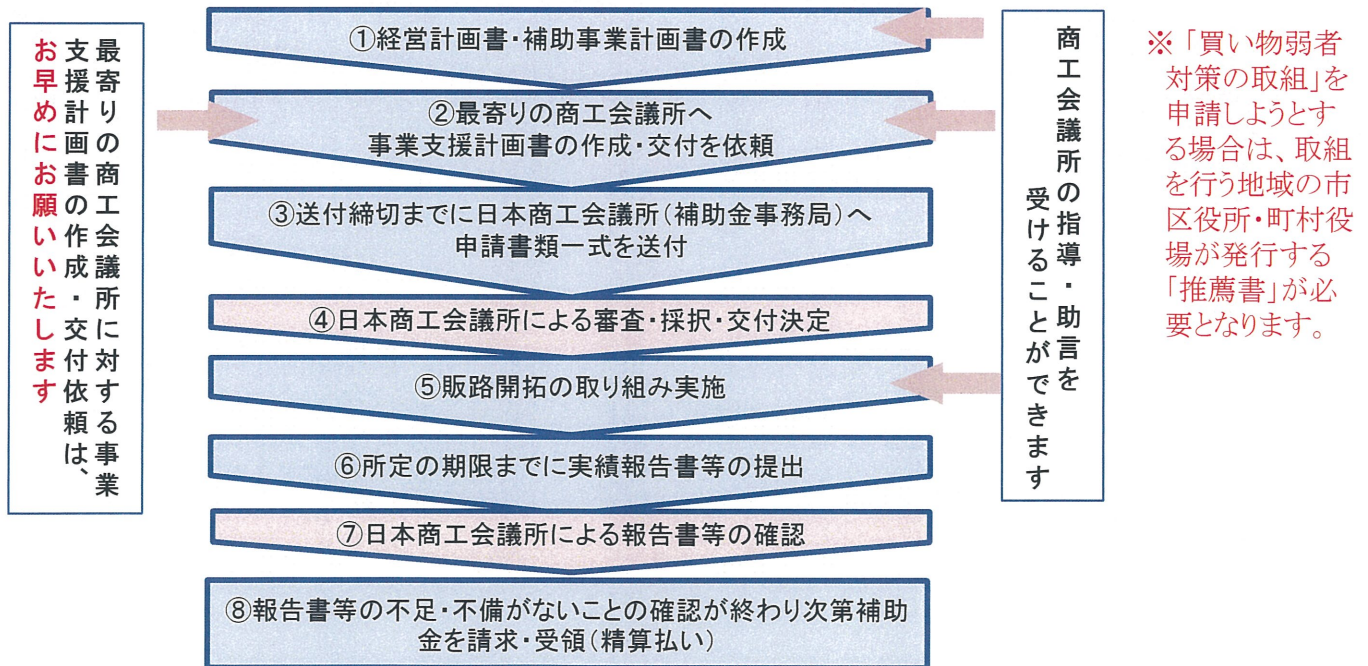 最寄りの商工会議所に対する事業
支援計画書の作成・交付依頼は、
お早めにお願いいたします
①経営計画書・補助事業計画書の作成
②最寄りの商工会議所へ
事業支援計画書の作成・交付を依頼
③送付締切までに日本商工会議所（補助金事務局）へ
申請書類一式を送付
④日本商工会議所による審査・採択・交付決定
⑤販路開拓の取り組み実施
⑥所定の期限までに実績報告書等の提出
⑦日本商工会議所による報告書等の確認
⑧報告書等の不足・不備がないことの確認が終わり次第補助
金を請求・受領（精算払い）
商工会議所の指導・助言を
受けることができます
※「買い物弱者
対策の取組」を
申請しようとす
る場合は、取組
を行う地域の市
区役所・町村役
場が発行する
「推薦書」が必
要となります。